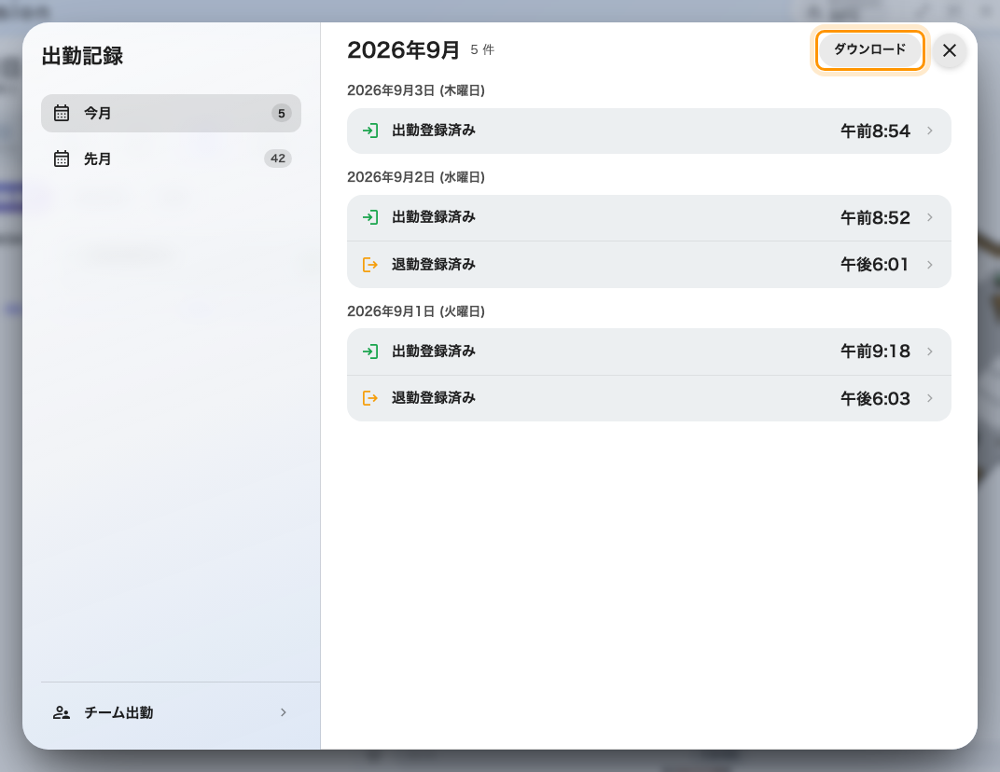 出勤記録
今月 5
先月 42
チーム出勤
2026年9月 5 件
ダウンロード
2026年9月3日 (木曜日)
出勤登録済み 午前8:54
2026年9月2日 (水曜日)
出勤登録済み 午前8:52
退勤登録済み 午後6:01
2026年9月1日 (火曜日)
出勤登録済み 午前9:18
退勤登録済み 午後6:03